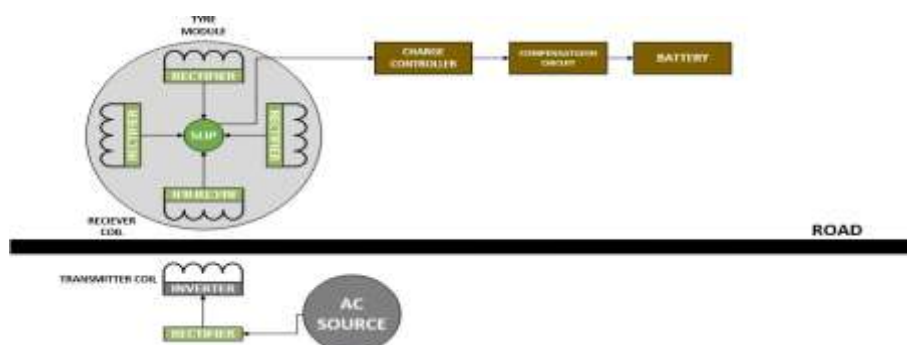 TYRE
MODULE
RECTIFIER
CHARGE
CONTROLLER
CIRCUIT
BATTERY
RECTIFIER
SLIP
RECTIFIER
RECTIFIER
RECIEVER
COIL
ROAD
TRANSMITTER COIL
INVERTER
AC
SOURCE
RECTIFIER